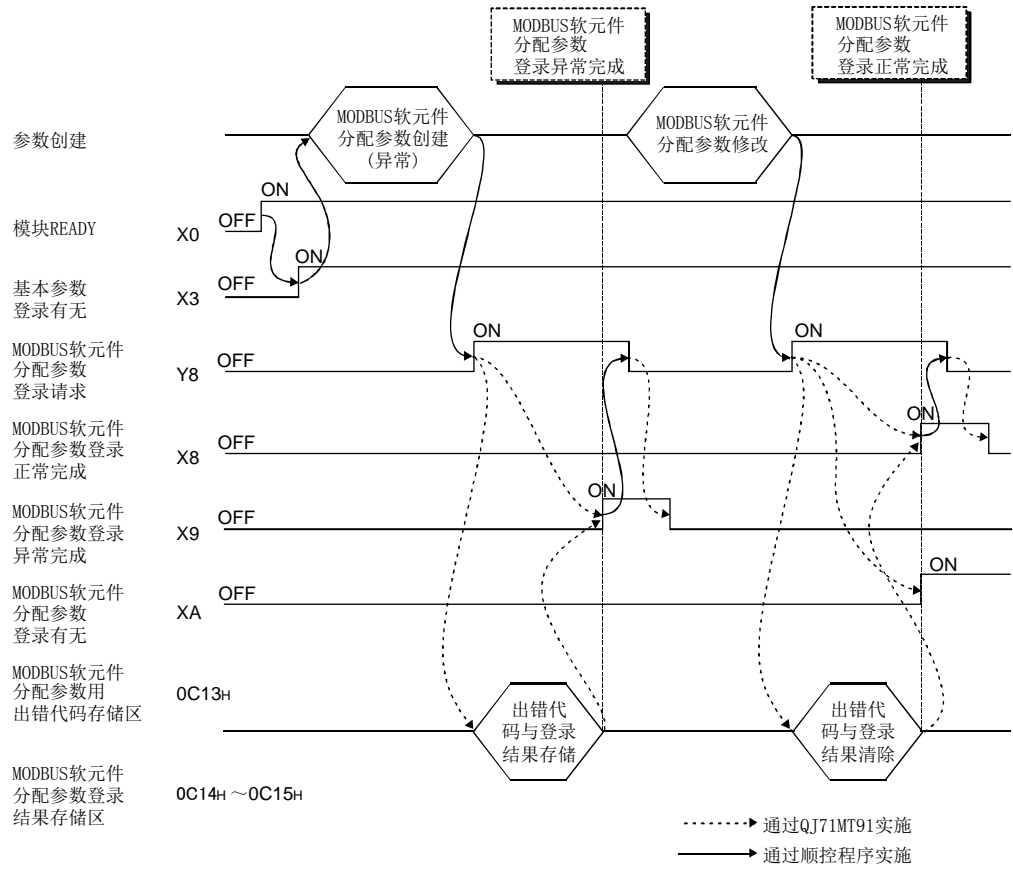 MODBUS软元件
分配参数
登录异常完成
MODBUS软元件
分配参数
登录正常完成
参数创建
MODBUS软元件
分配参数创建
(异常)
MODBUS软元件
分配参数修改
模块READY
X0
OFF
ON
基本参数
登录有无
X3
OFF
ON
MODBUS软元件
分配参数
登录请求
Y8
OFF
ON
ON
MODBUS软元件
分配参数登录
正常完成
X8
OFF
ON
MODBUS软元件
分配参数登录
异常完成
X9
OFF
ON
MODBUS软元件
分配参数
登录有无
XA
OFF
ON
MODBUS软元件
分配参数用
出错代码存储区
0C13H
出错代
码与登录
结果存储
出错代
码与登录
结果清除
MODBUS软元件
分配参数登录
结果存储区
0C14H～0C15H
通过QJ71MT91实施
通过顺控程序实施